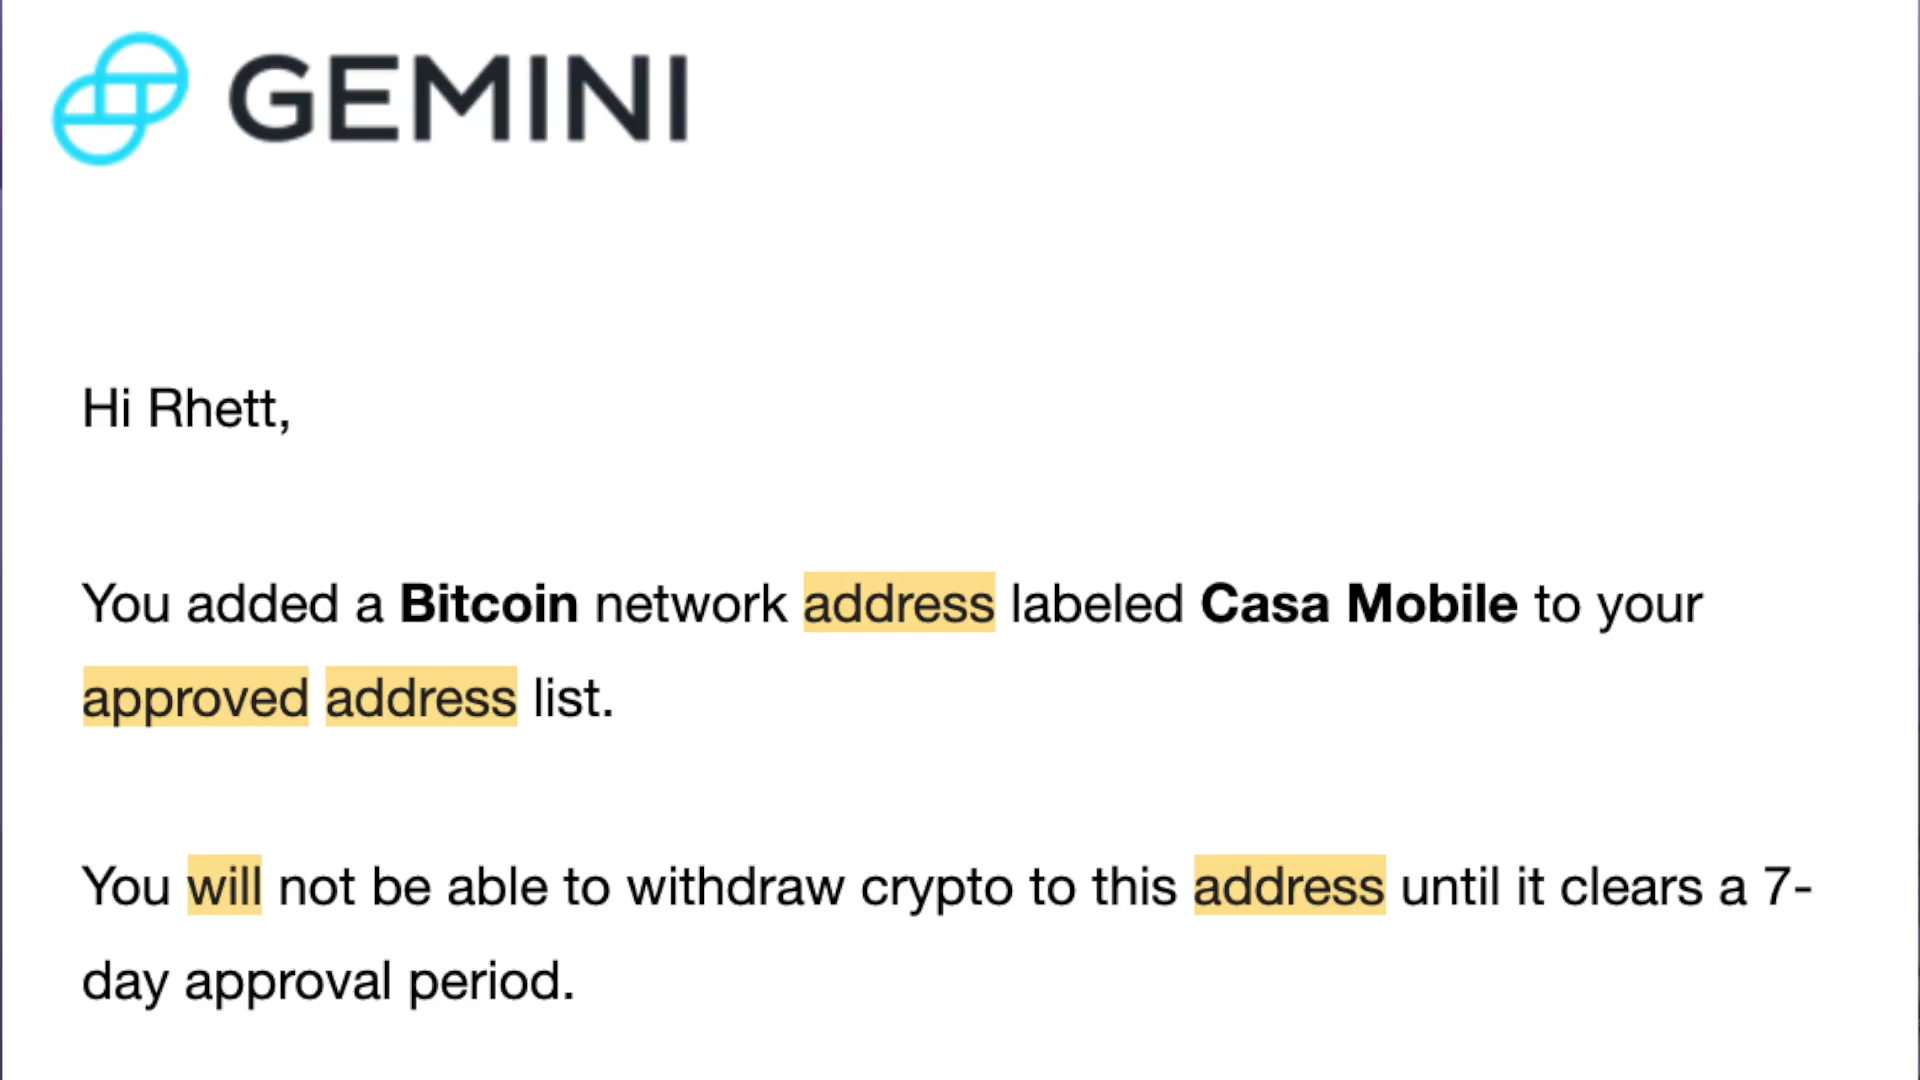 GEMINI
Hi Rhett,
You added a Bitcoin network address labeled Casa Mobile to your
approved address list.
You will not be able to withdraw crypto to this address until it clears a 7-
day approval period.